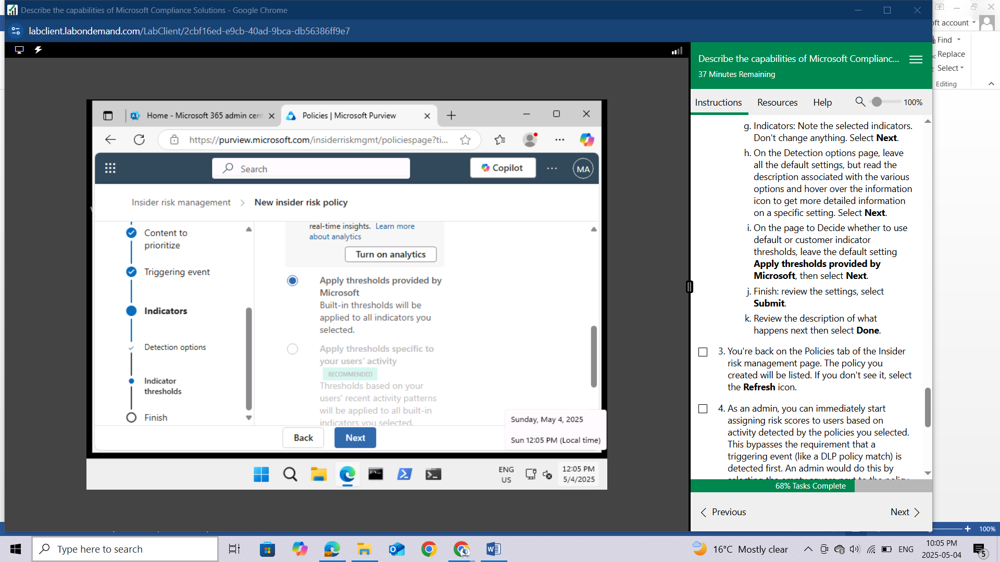 Describe the capabilities of Microsoft Compliance Solutions - Google Chrome
labclient.labondemand.com/LabClient/2cbf16ed-e9cb-40ad-9bca-db56386ff9e7
ft account
Find
Replace
Select
Editing
Describe the capabilities of Microsoft Complianc...
37 Minutes Remaining
Instructions Resources Help 100%
Home - Microsoft 365 admin cent
Policies | Microsoft Purview
https://purview.microsoft.com/insiderriskmgmt/policiespage?ti...
Search
Copilot
MA
Insider risk management > New insider risk policy
Content to
prioritize
Triggering event
Indicators
Detection options
Indicator
thresholds
Finish
real-time insights. Learn more
about analytics
Turn on analytics
Apply thresholds provided by
Microsoft
Built-in thresholds will be
applied to all indicators you
selected.
Apply thresholds specific to
your users' activity
RECOMMENDED
Thresholds based on your
users' recent activity patterns
will be applied to all built-in
indicators you selected.
Back Next
Sunday, May 4, 2025
Sun 12:05 PM (Local time)
ENG
US
12:05 PM
5/4/2025
g. Indicators: Note the selected indicators.
Don't change anything. Select Next.
h. On the Detection options page, leave
all the default settings, but read the
description associated with the various
options and hover over the information
icon to get more detailed information
on a specific setting. Select Next.
i. On the page to Decide whether to use
default or customer indicator
thresholds, leave the default setting
Apply thresholds provided by
Microsoft, then select Next.
j. Finish: review the settings, select
Submit.
k. Review the description of what
happens next then select Done.
3. You're back on the Policies tab of the Insider
risk management page. The policy you
created will be listed. If you don't see it, select
the Refresh icon.
4. As an admin, you can immediately start
assigning risk scores to users based on
activity detected by the policies you selected.
This bypasses the requirement that a
triggering event (like a DLP policy match) is
detected first. An admin would do this by
selecting the empty square next to the policy
68% Tasks Complete
Previous Next
100%
Type here to search
16°C Mostly clear
ENG
10:05 PM
2025-05-04
5